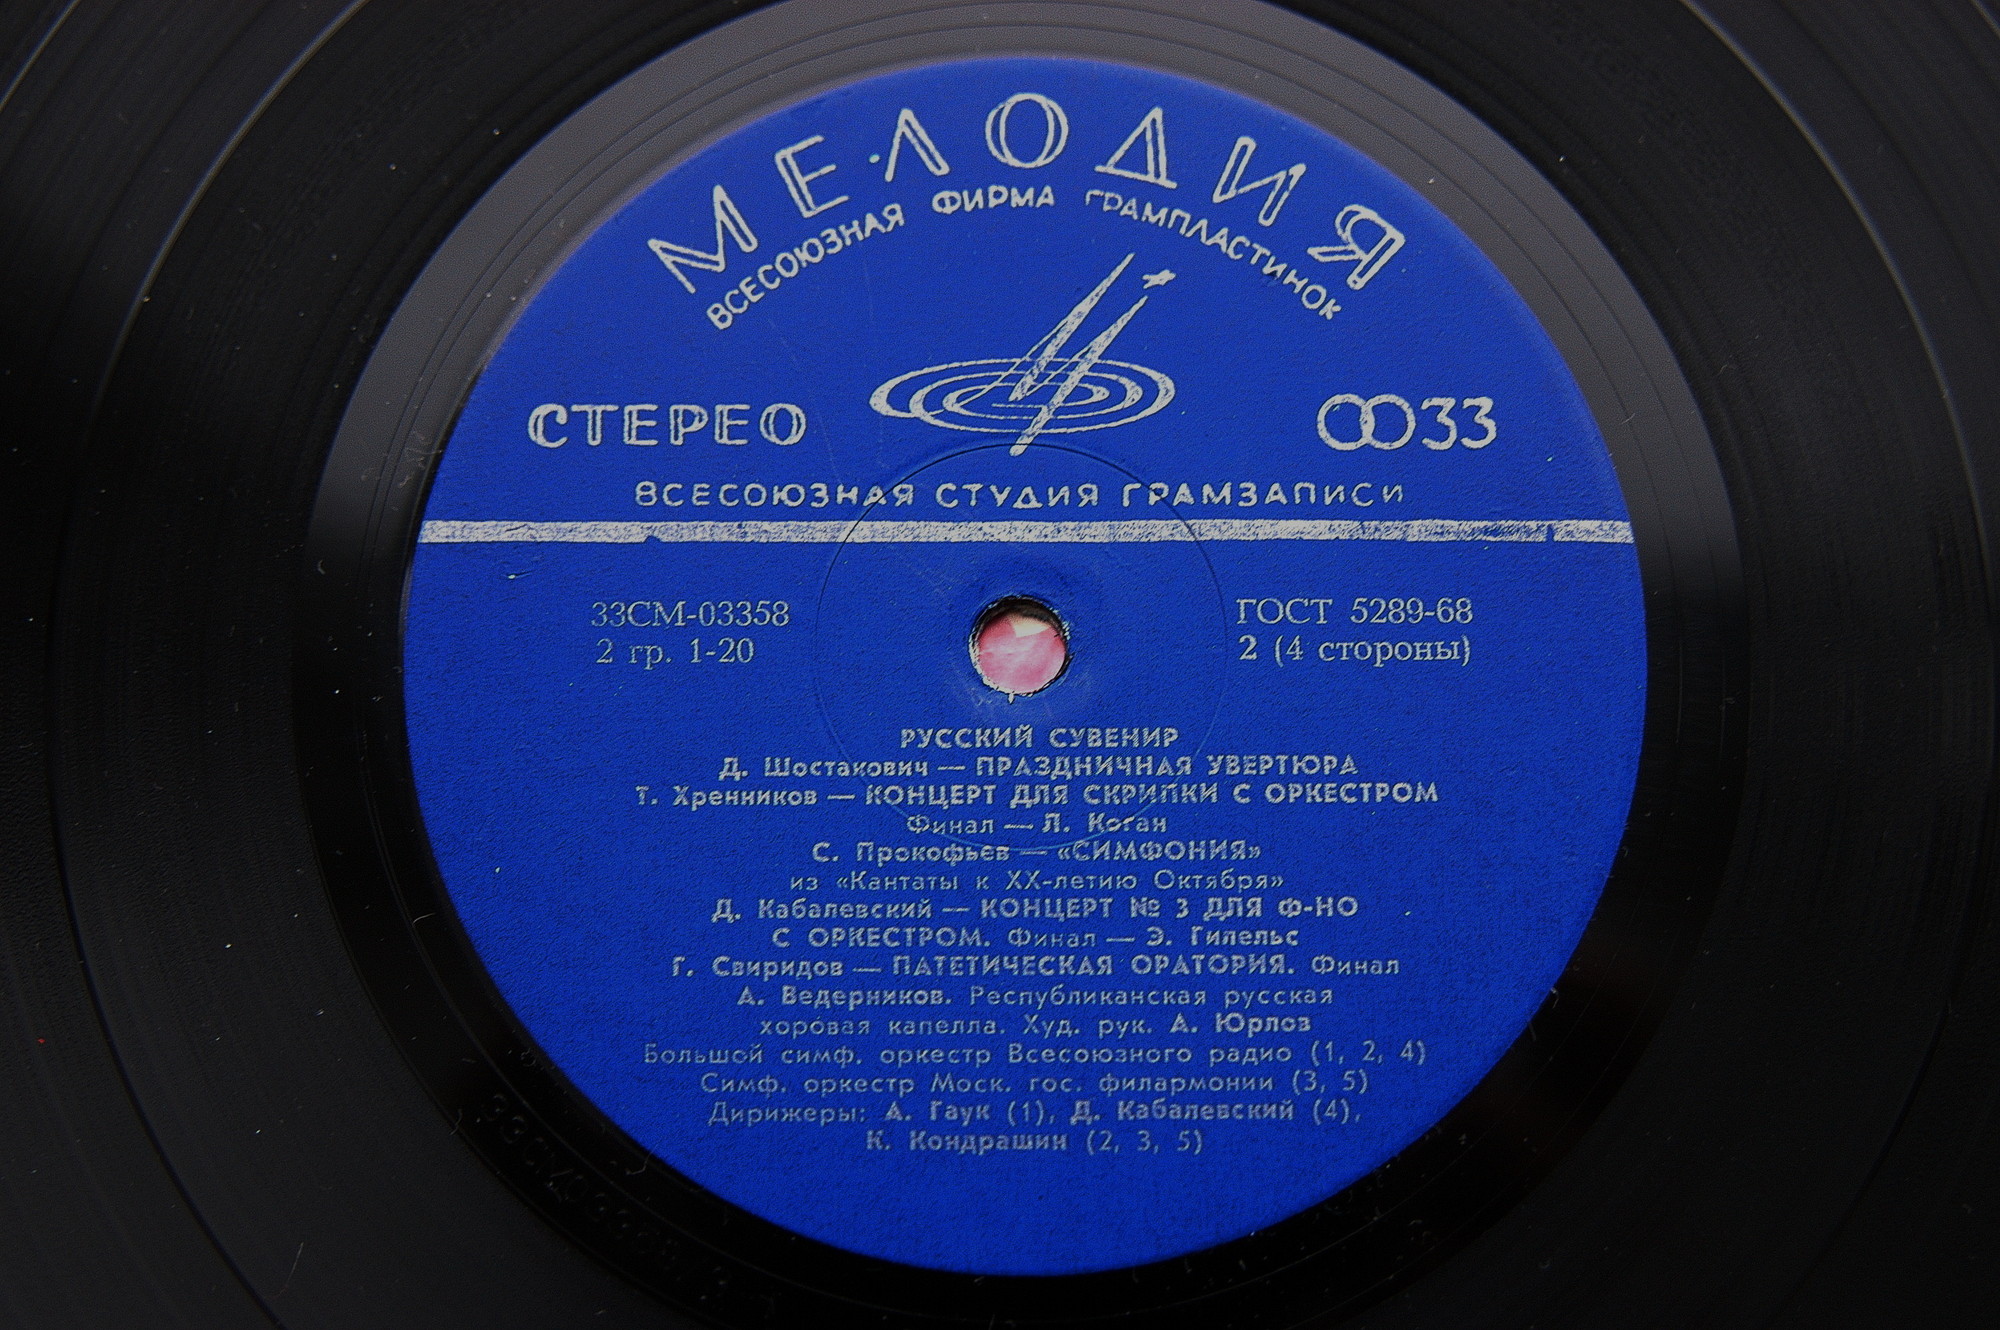 МЕЛОДИЯ
ВСЕСОЮЗНАЯ ФИРМА ГРАМПЛАСТИНОК
СТЕРЕО
33
ВСЕСОЮЗНАЯ СТУДИЯ ГРАМЗАПИСИ
33СМ-03358
2 гр. 1-20
ГОСТ 5289-68
2 (4 стороны)
РУССКИЙ СУВЕНИР
Д. Шостакович — ПРАЗДНИЧНАЯ УВЕРТЮРА
Т. Хренников — КОНЦЕРТ ДЛЯ СКРИПКИ С ОРКЕСТРОМ
Финал — Л. Коган
С. Прокофьев — «СИМФОНИЯ»
из «Кантаты к XX-летию Октября»
Д. Кабалевский — КОНЦЕРТ № 3 ДЛЯ Ф-НО
С ОРКЕСТРОМ. Финал — Э. Гилельс
Г. Свиридов — ПАТЕТИЧЕСКАЯ ОРАТОРИЯ. Финал
А. Ведерников. Республиканская русская
хоровая капелла. Худ. рук. А. Юрлов
Большой симф. оркестр Всесоюзного радио (1, 2, 4)
Симф. оркестр Моск. гос. филармонии (3, 5)
Дирижеры: А. Гаук (1), Д. Кабалевский (4),
К. Кондрашин (2, 3, 5)